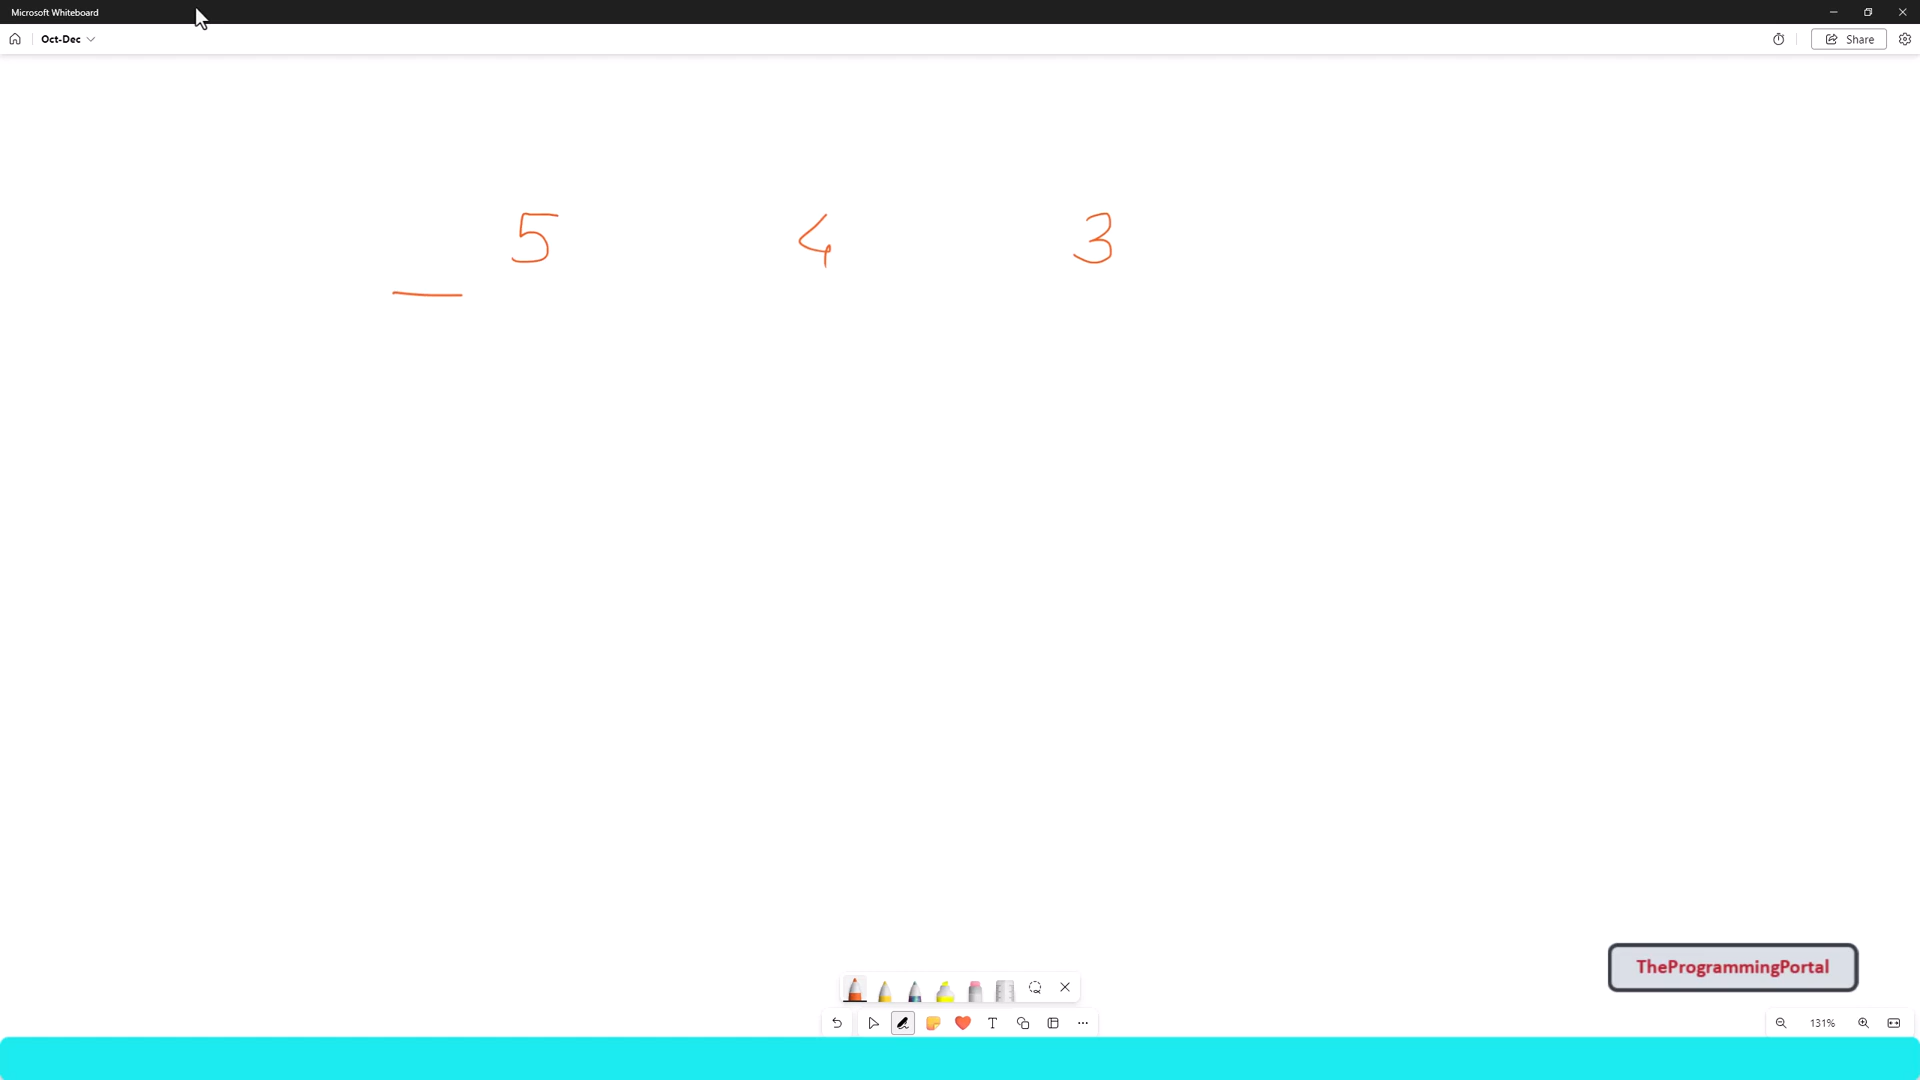 Microsoft Whiteboard
Oct-Dec
Share
5 4 3
TheProgrammingPortal
131%